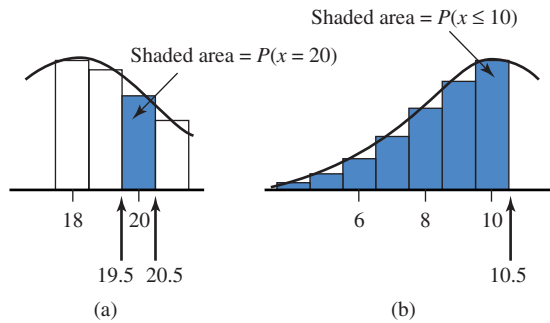 Shaded area = P(x = 20)
18 20
19.5 20.5
(a)
Shaded area = P(x ≤ 10)
6 8 10
10.5
(b)